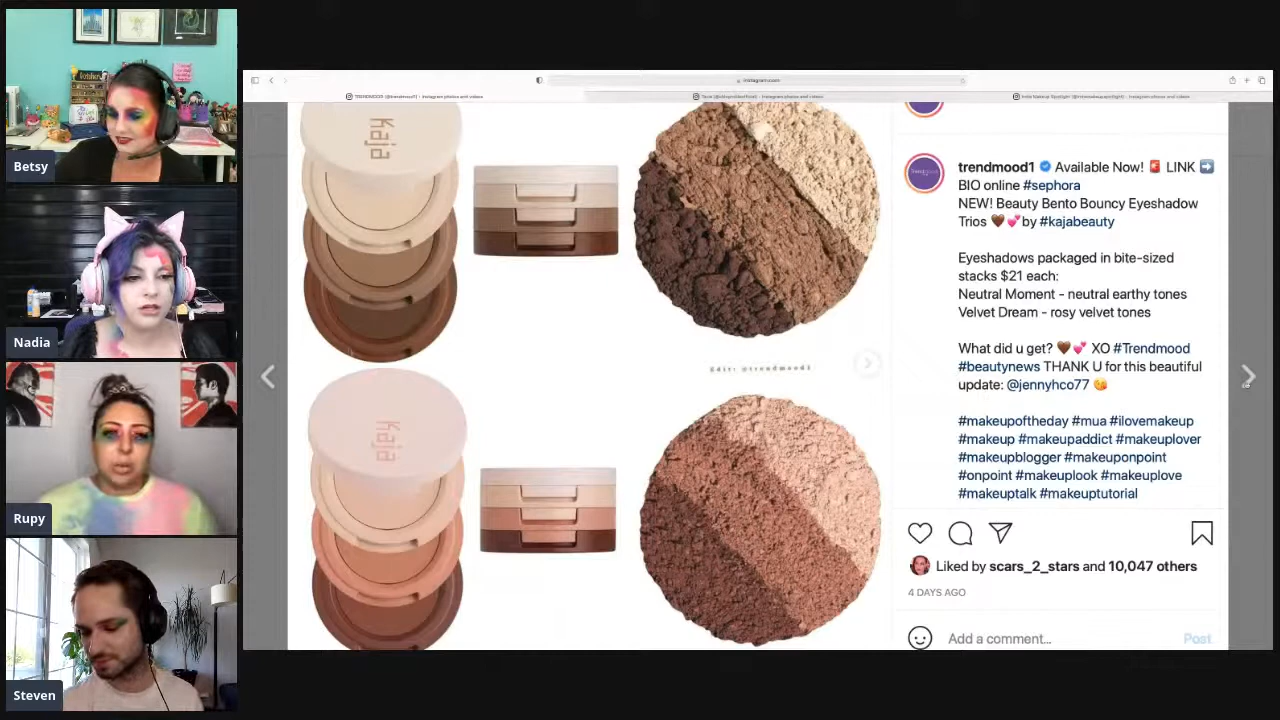 Betsy
Nadia
Rupy
Steven
kaja
kaja
Edit: @trendmood1
trendmood1 Available Now! LINK
BIO online #sephora
NEW! Beauty Bento Bouncy Eyeshadow
Trios by #kajabeauty
Eyeshadows packaged in bite-sized
stacks $21 each:
Neutral Moment - neutral earthy tones
Velvet Dream - rosy velvet tones
What did u get? XO #Trendmood
#beautynews THANK U for this beautiful
update: @jennyhco77
#makeupoftheday #mua #ilovemakeup
#makeup #makeupaddict #makeuplover
#makeupblogger #makeuponpoint
#onpoint #makeuplook #makeuplove
#makeuptalk #makeuptutorial
Liked by scars_2_stars and 10,047 others
4 DAYS AGO
Add a comment...
Post